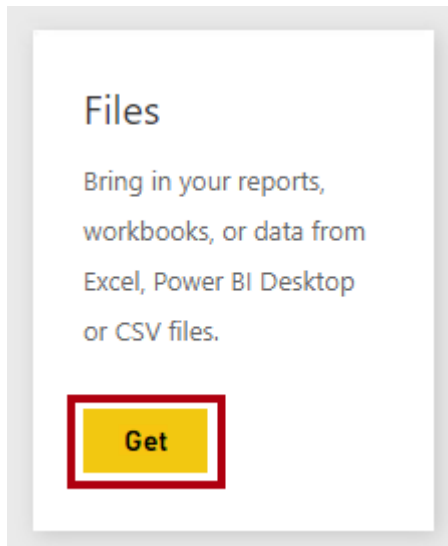 Files
Bring in your reports,
workbooks, or data from
Excel, Power BI Desktop
or CSV files.
Get